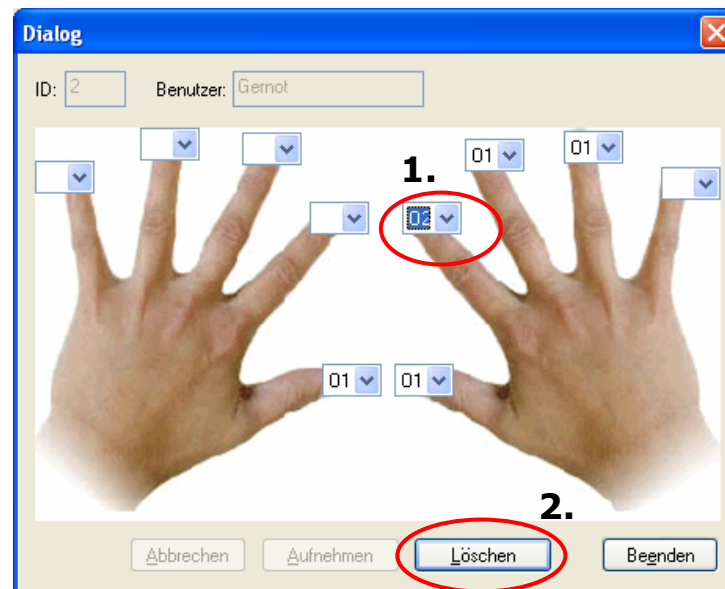 Dialog
ID: 2 Benutzer: Gernot
01 01
1.
02
01 01
2.
Abbrechen Aufnehmen Löschen Beenden